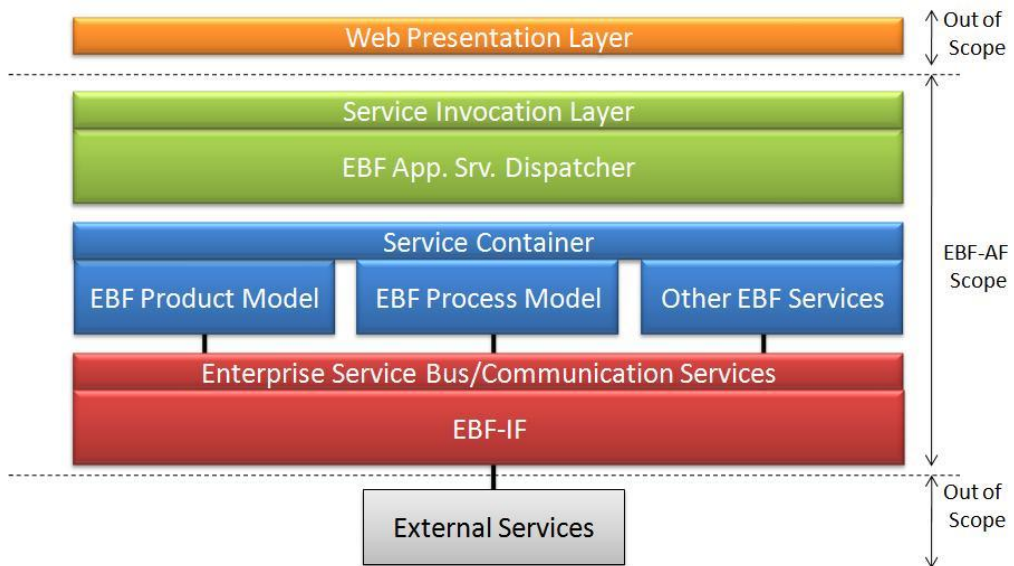 Web Presentation Layer
Out of
Scope
Service Invocation Layer
EBF App. Srv. Dispatcher
Service Container
EBF Product Model
EBF Process Model
Other EBF Services
EBF-AF
Scope
Enterprise Service Bus/Communication Services
EBF-IF
External Services
Out of
Scope